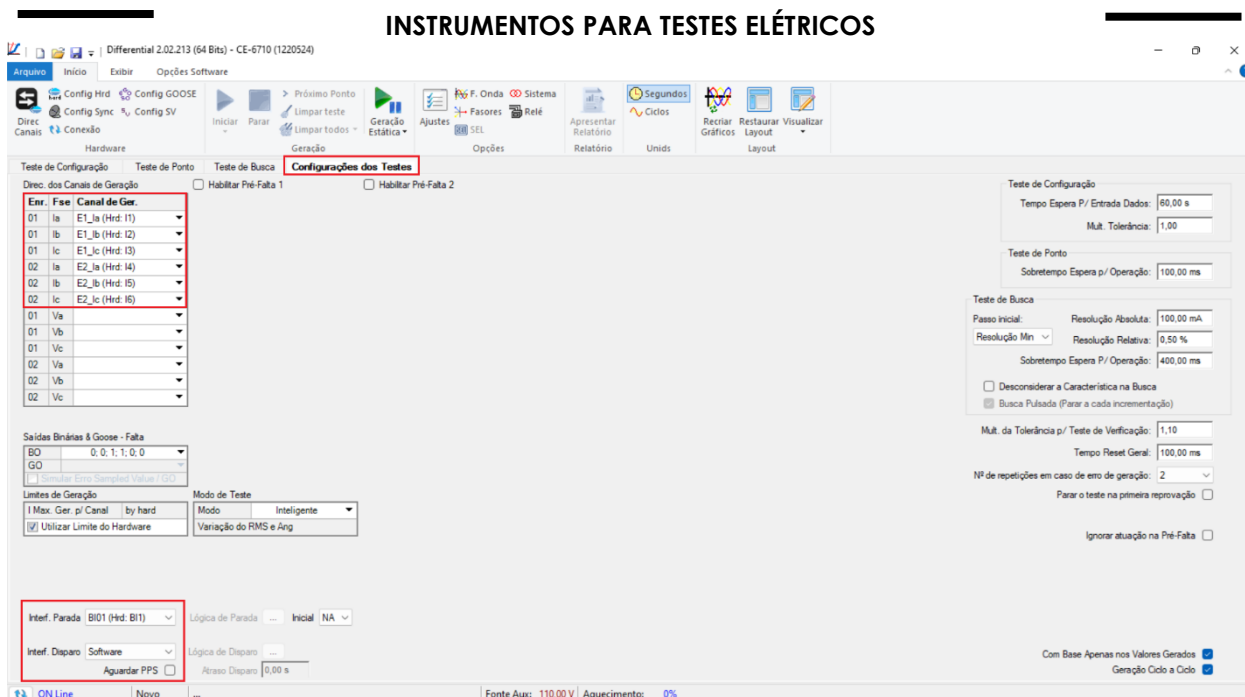 INSTRUMENTOS PARA TESTES ELÉTRICOS
Differential 2.02.213 (64 Bits) - CE-6710 (1220524)
Arquivo Início Exibir Opções Software
Direc Canais
Config Hrd Config GOOSE
Config Sync Config SV
Conexão
Hardware
Iniciar Parar
Próximo Ponto
Limpar teste
Limpar todos
Geração Estática
Geração
Ajustes
F. Onda Sistema
Fasores Relé
SEL
Opções
Apresentar Relatório
Relatório
Segundos
Ciclos
Unids
Recriar Gráficos
Restaurar Layout
Visualizar
Layout
Teste de Configuração Teste de Ponto Teste de Busca Configurações dos Testes
Direc. dos Canais de Geração
Habilitar Pré-Falta 1 Habilitar Pré-Falta 2
Enr. Fse Canal de Ger.
01 Ia E1_Ia (Hrd: I1)
01 Ib E1_Ib (Hrd: I2)
01 Ic E1_Ic (Hrd: I3)
02 Ia E2_Ia (Hrd: I4)
02 Ib E2_Ib (Hrd: I5)
02 Ic E2_Ic (Hrd: I6)
01 Va
01 Vb
01 Vc
02 Va
02 Vb
02 Vc
Saídas Binárias & Goose - Falta
BO 0; 0; 1; 1; 0; 0
GO
Simular Erro Sampled Value / GO
Limites de Geração
I Max. Ger. p/ Canal by hard
Utilizar Limite do Hardware
Modo de Teste
Modo Inteligente
Variação do RMS e Ang
Interf. Parada BI01 (Hrd: BI1) Lógica de Parada ... Inicial NA
Interf. Disparo Software Lógica de Disparo ...
Aguardar PPS Atraso Disparo 0,00 s
Teste de Configuração
Tempo Espera P/ Entrada Dados: 60,00 s
Mult. Tolerância: 1,00
Teste de Ponto
Sobretempo Espera p/ Operação: 100,00 ms
Teste de Busca
Passo inicial: Resolução Absoluta: 100,00 mA
Resolução Min Resolução Relativa: 0,50 %
Sobretempo Espera P/ Operação: 400,00 ms
Desconsiderar a Característica na Busca
Busca Pulsada (Parar a cada incrementação)
Mult. da Tolerância p/ Teste de Verificação: 1,10
Tempo Reset Geral: 100,00 ms
Nº de repetições em caso de erro de geração: 2
Parar o teste na primeira reprovação
Ignorar atuação na Pré-Falta
Com Base Apenas nos Valores Gerados
Geração Ciclo a Ciclo
ON Line Novo ... Fonte Aux: 110,00 V Aquecimento: 0%